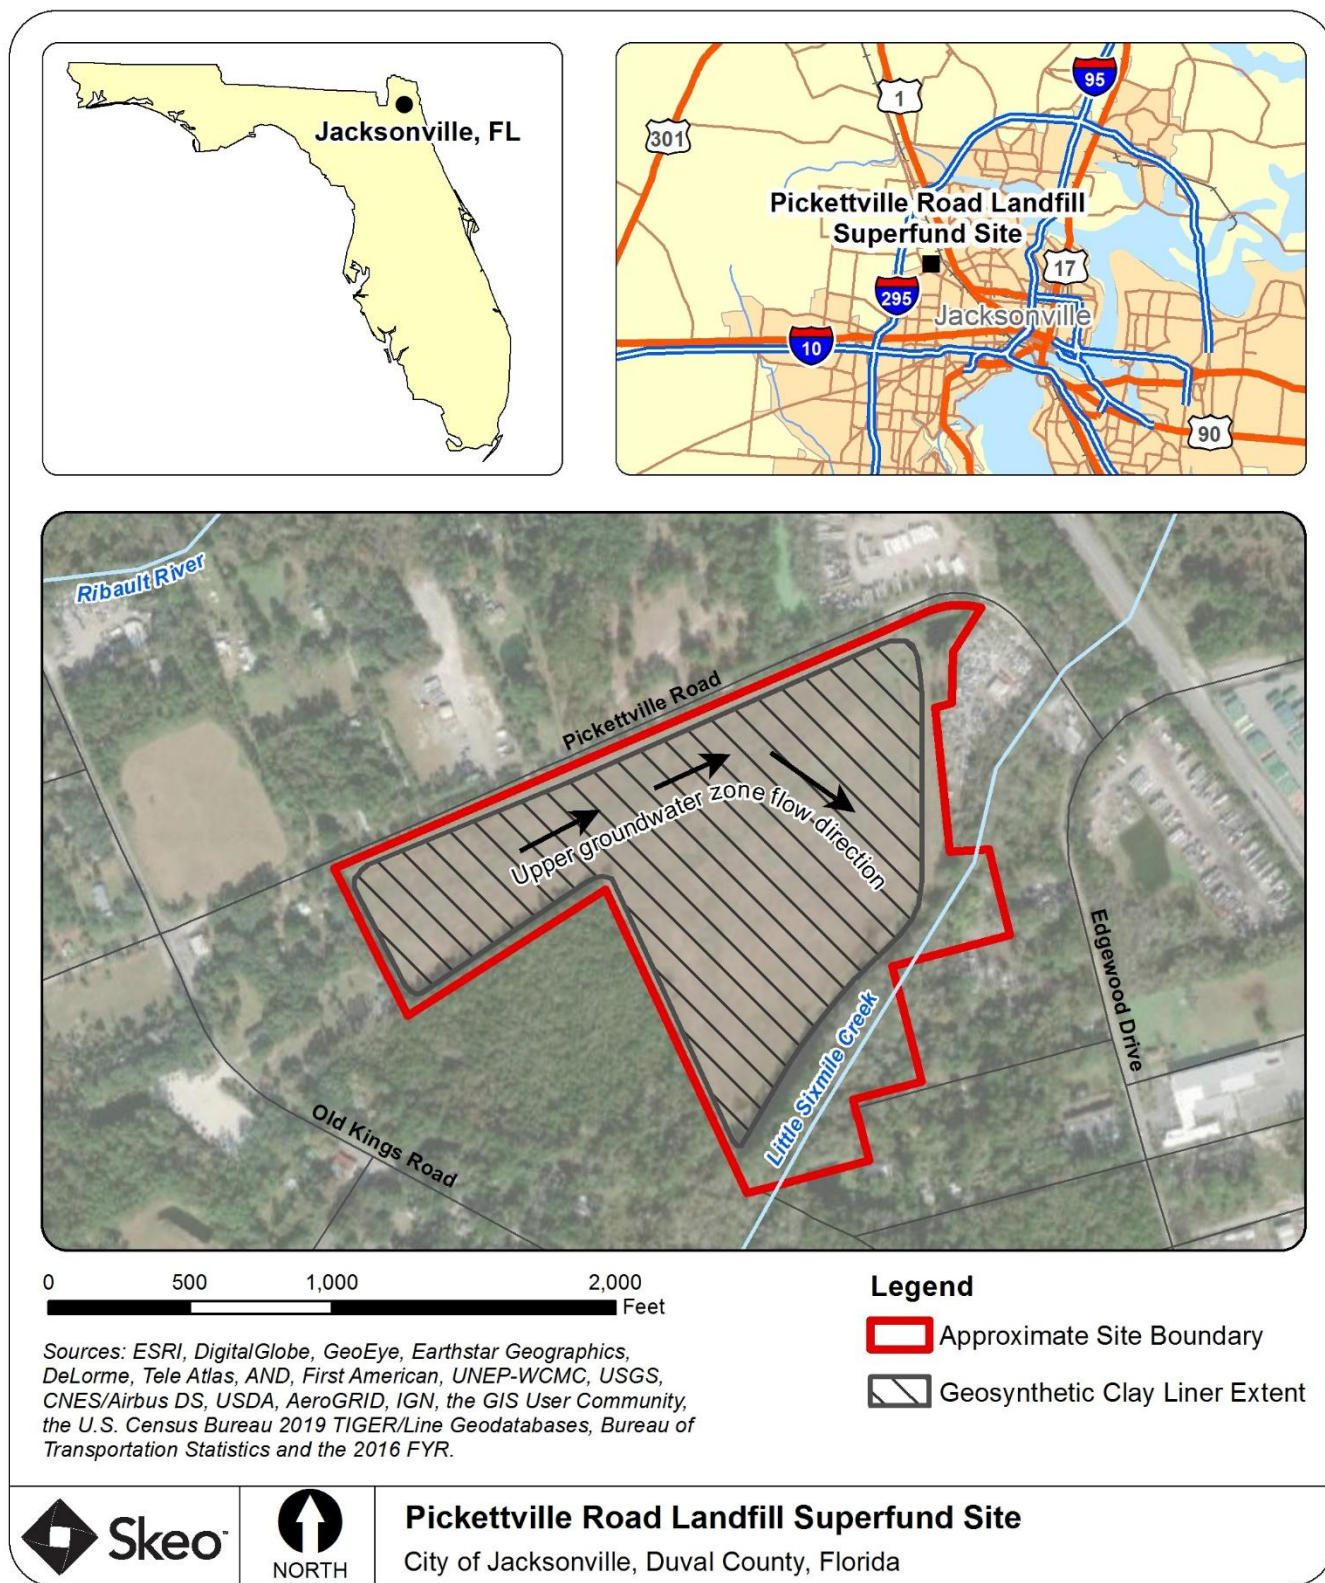 Jacksonville, FL
95
1
301
Pickettville Road Landfill
Superfund Site
17
295
Jacksonville
10
90
Ribault River
Pickettville Road
Upper groundwater zone flow direction
Edgewood Drive
Little Sixmile Creek
Old Kings Road
0 500 1,000 2,000
Feet
Sources: ESRI, DigitalGlobe, GeoEye, Earthstar Geographics,
DeLorme, Tele Atlas, AND, First American, UNEP-WCMC, USGS,
CNES/Airbus DS, USDA, AeroGRID, IGN, the GIS User Community,
the U.S. Census Bureau 2019 TIGER/Line Geodatabases, Bureau of
Transportation Statistics and the 2016 FYR.
Legend
Approximate Site Boundary
Geosynthetic Clay Liner Extent
Skeo™
NORTH
Pickettville Road Landfill Superfund Site
City of Jacksonville, Duval County, Florida